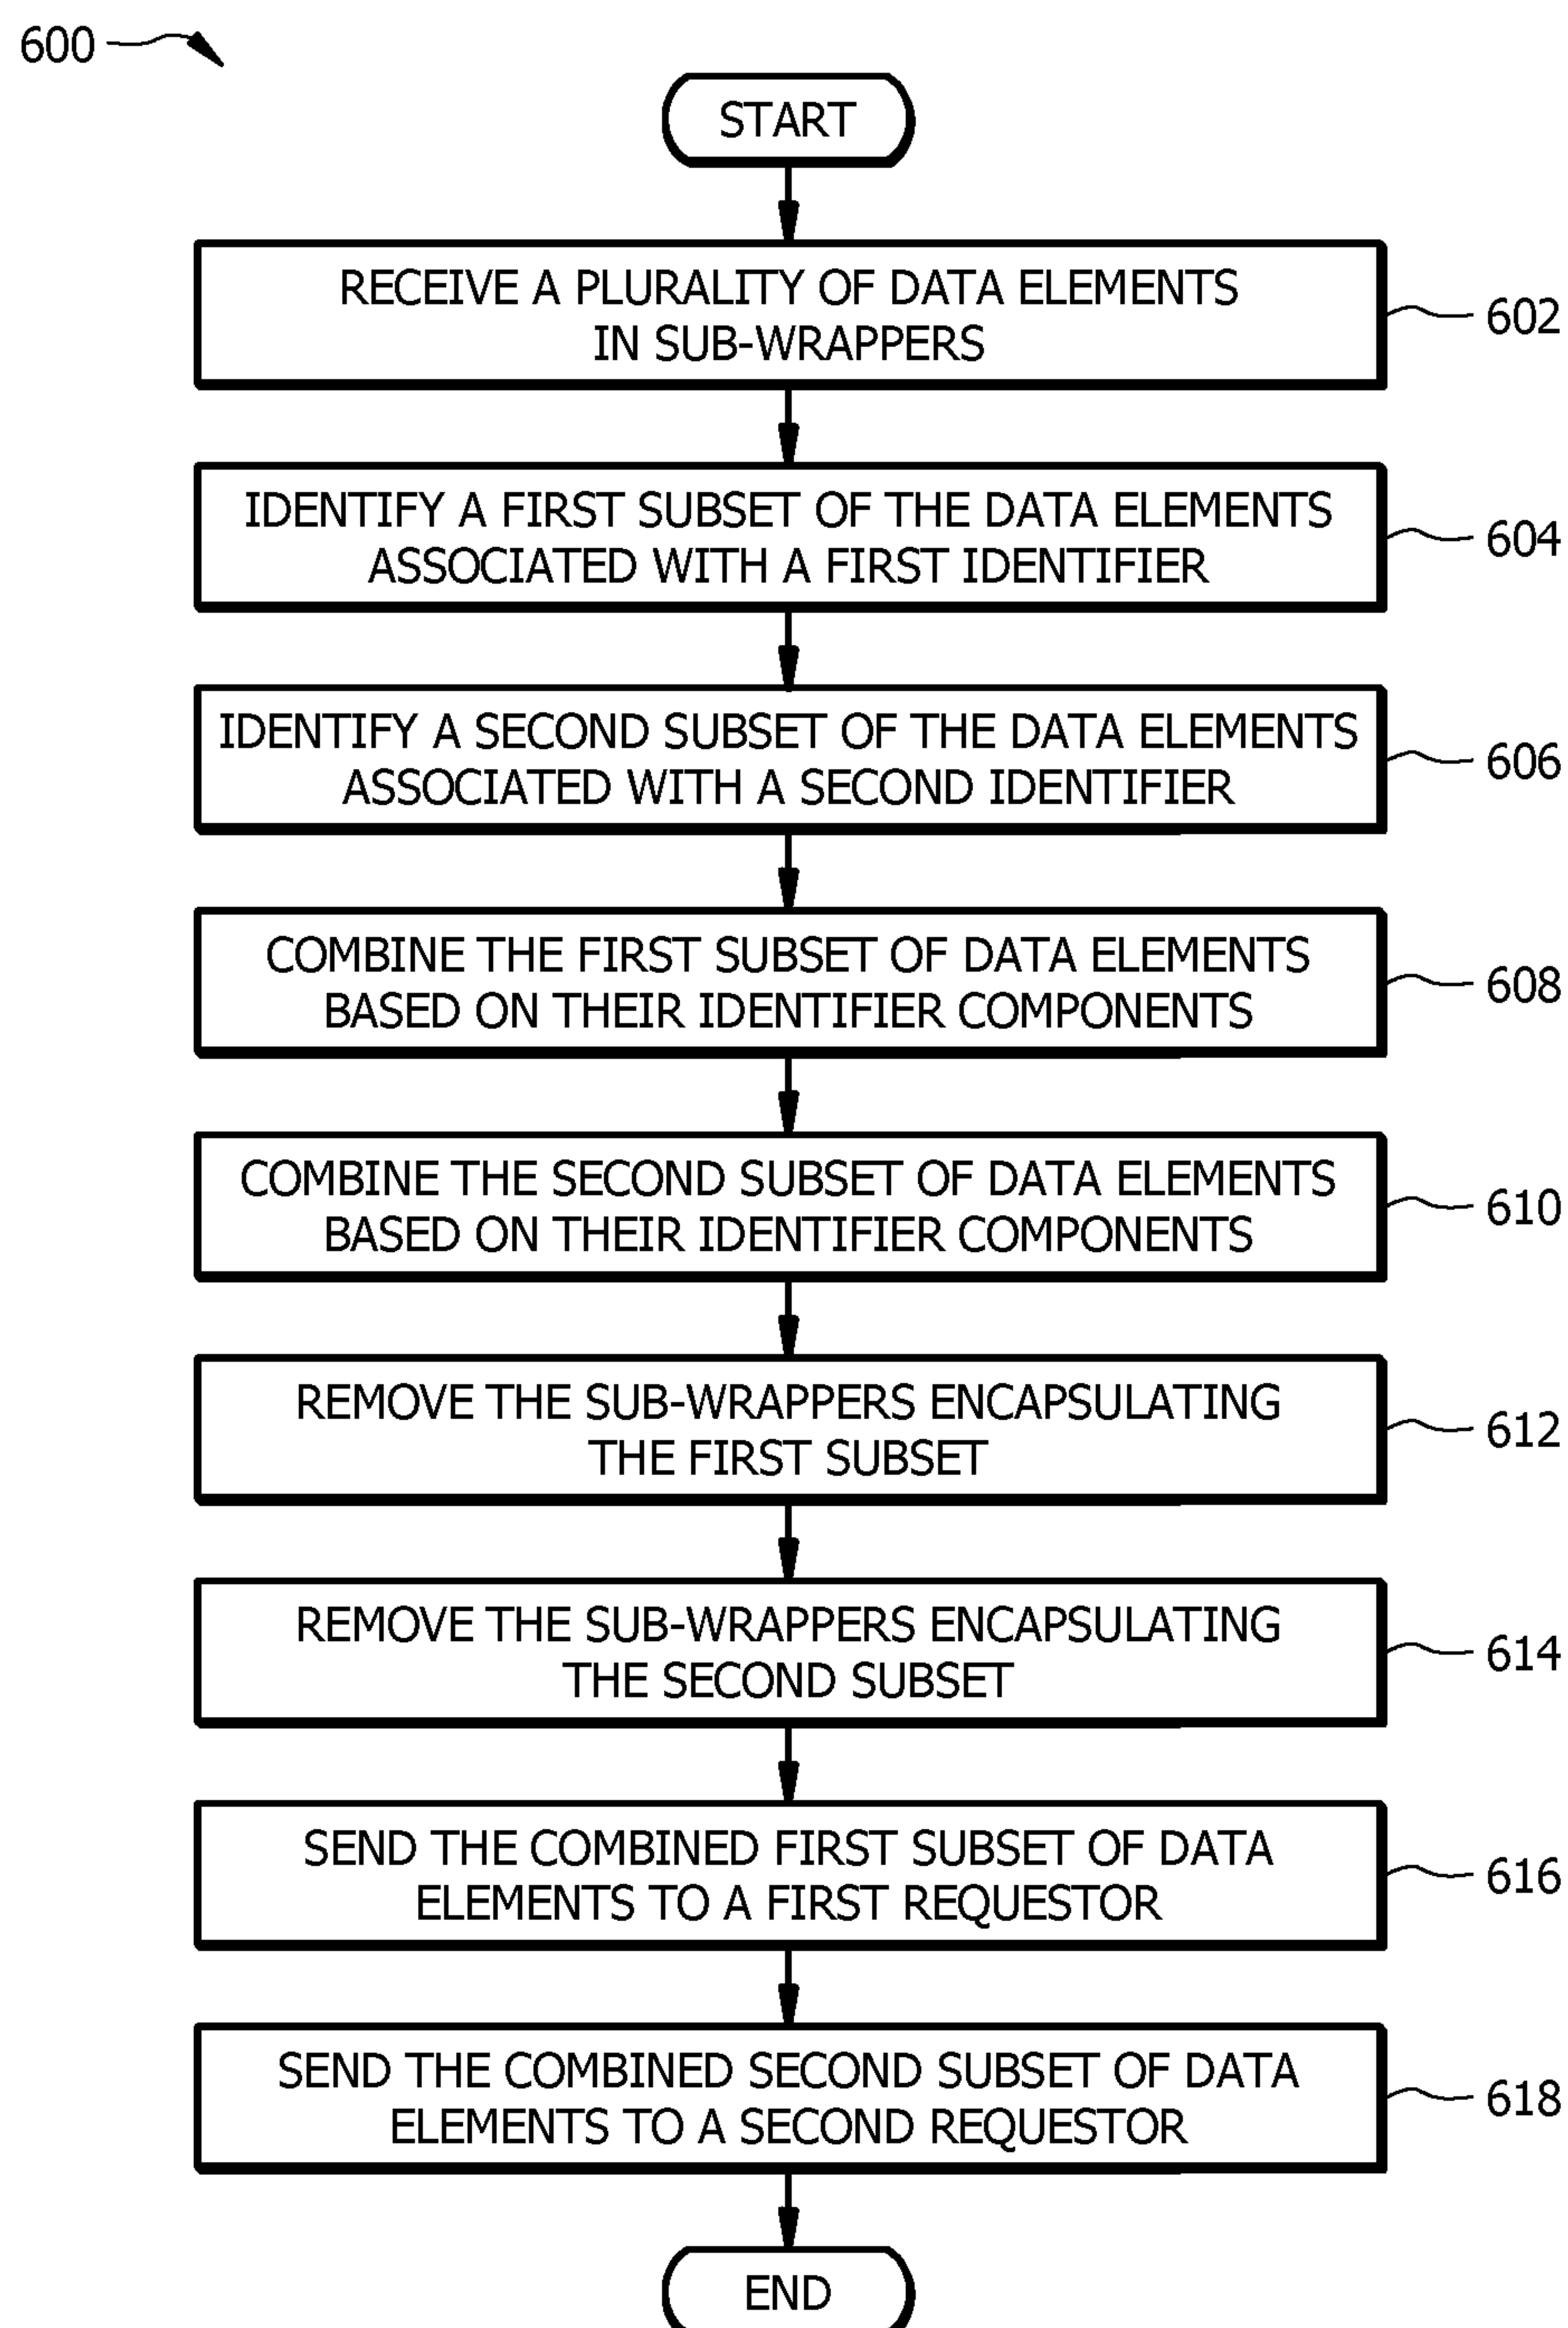 600
START
RECEIVE A PLURALITY OF DATA ELEMENTS
IN SUB-WRAPPERS
602
IDENTIFY A FIRST SUBSET OF THE DATA ELEMENTS
ASSOCIATED WITH A FIRST IDENTIFIER
604
IDENTIFY A SECOND SUBSET OF THE DATA ELEMENTS
ASSOCIATED WITH A SECOND IDENTIFIER
606
COMBINE THE FIRST SUBSET OF DATA ELEMENTS
BASED ON THEIR IDENTIFIER COMPONENTS
608
COMBINE THE SECOND SUBSET OF DATA ELEMENTS
BASED ON THEIR IDENTIFIER COMPONENTS
610
REMOVE THE SUB-WRAPPERS ENCAPSULATING
THE FIRST SUBSET
612
REMOVE THE SUB-WRAPPERS ENCAPSULATING
THE SECOND SUBSET
614
SEND THE COMBINED FIRST SUBSET OF DATA
ELEMENTS TO A FIRST REQUESTOR
616
SEND THE COMBINED SECOND SUBSET OF DATA
ELEMENTS TO A SECOND REQUESTOR
618
END